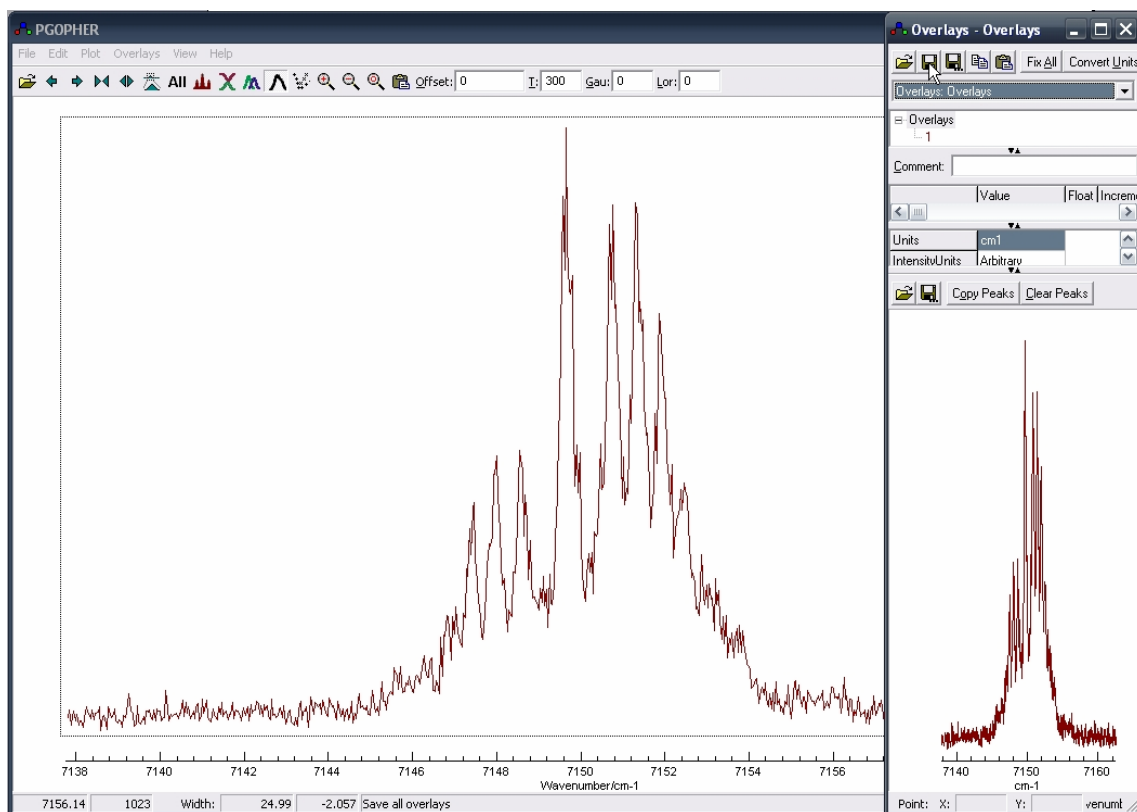 PGOPHER
File Edit Plot Overlays View Help
All Offset: 0 T: 300 Gau: 0 Lor: 0
7138 7140 7142 7144 7146 7148 7150 7152 7154 7156
Wavenumber/cm-1
7156.14 1023 Width: 24.99 -2.057 Save all overlays
Overlays - Overlays
Fix All Convert Units
Overlays: Overlays
Overlays
1
Comment:
Value Float Increme
Units cm1
IntensityUnits Arbitrary
Copy Peaks Clear Peaks
7140 7150 7160
cm-1
Point: X: Y: venumb